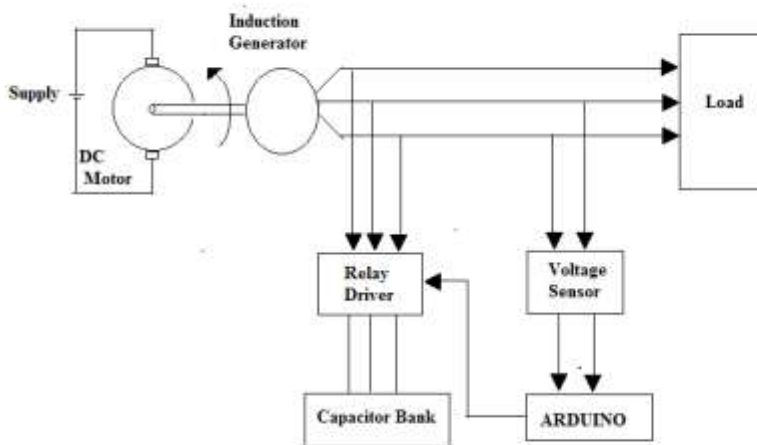 Induction
Generator
Supply
DC
Motor
Load
Relay
Driver
Voltage
Sensor
Capacitor Bank
ARDUINO